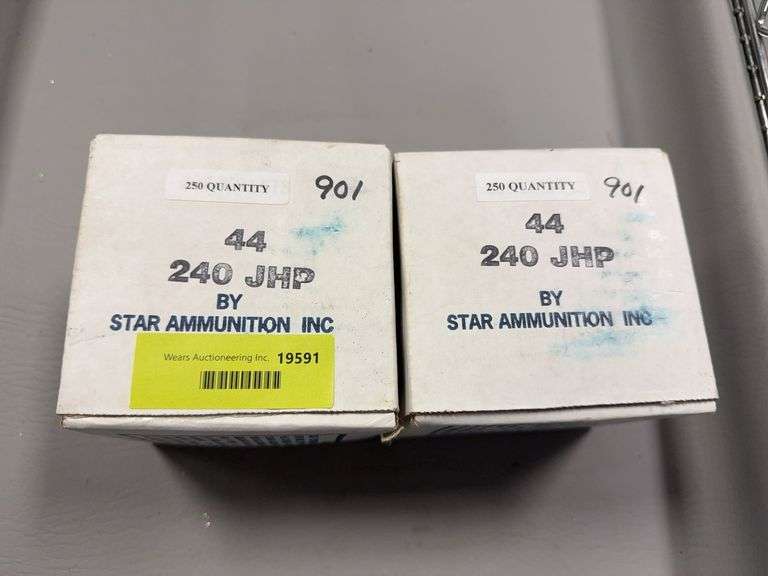 250 QUANTITY
901
44
240 JHP
BY
STAR AMMUNITION INC
Wears Auctioneering Inc. 19591
250 QUANTITY
901
44
240 JHP
BY
STAR AMMUNITION INC